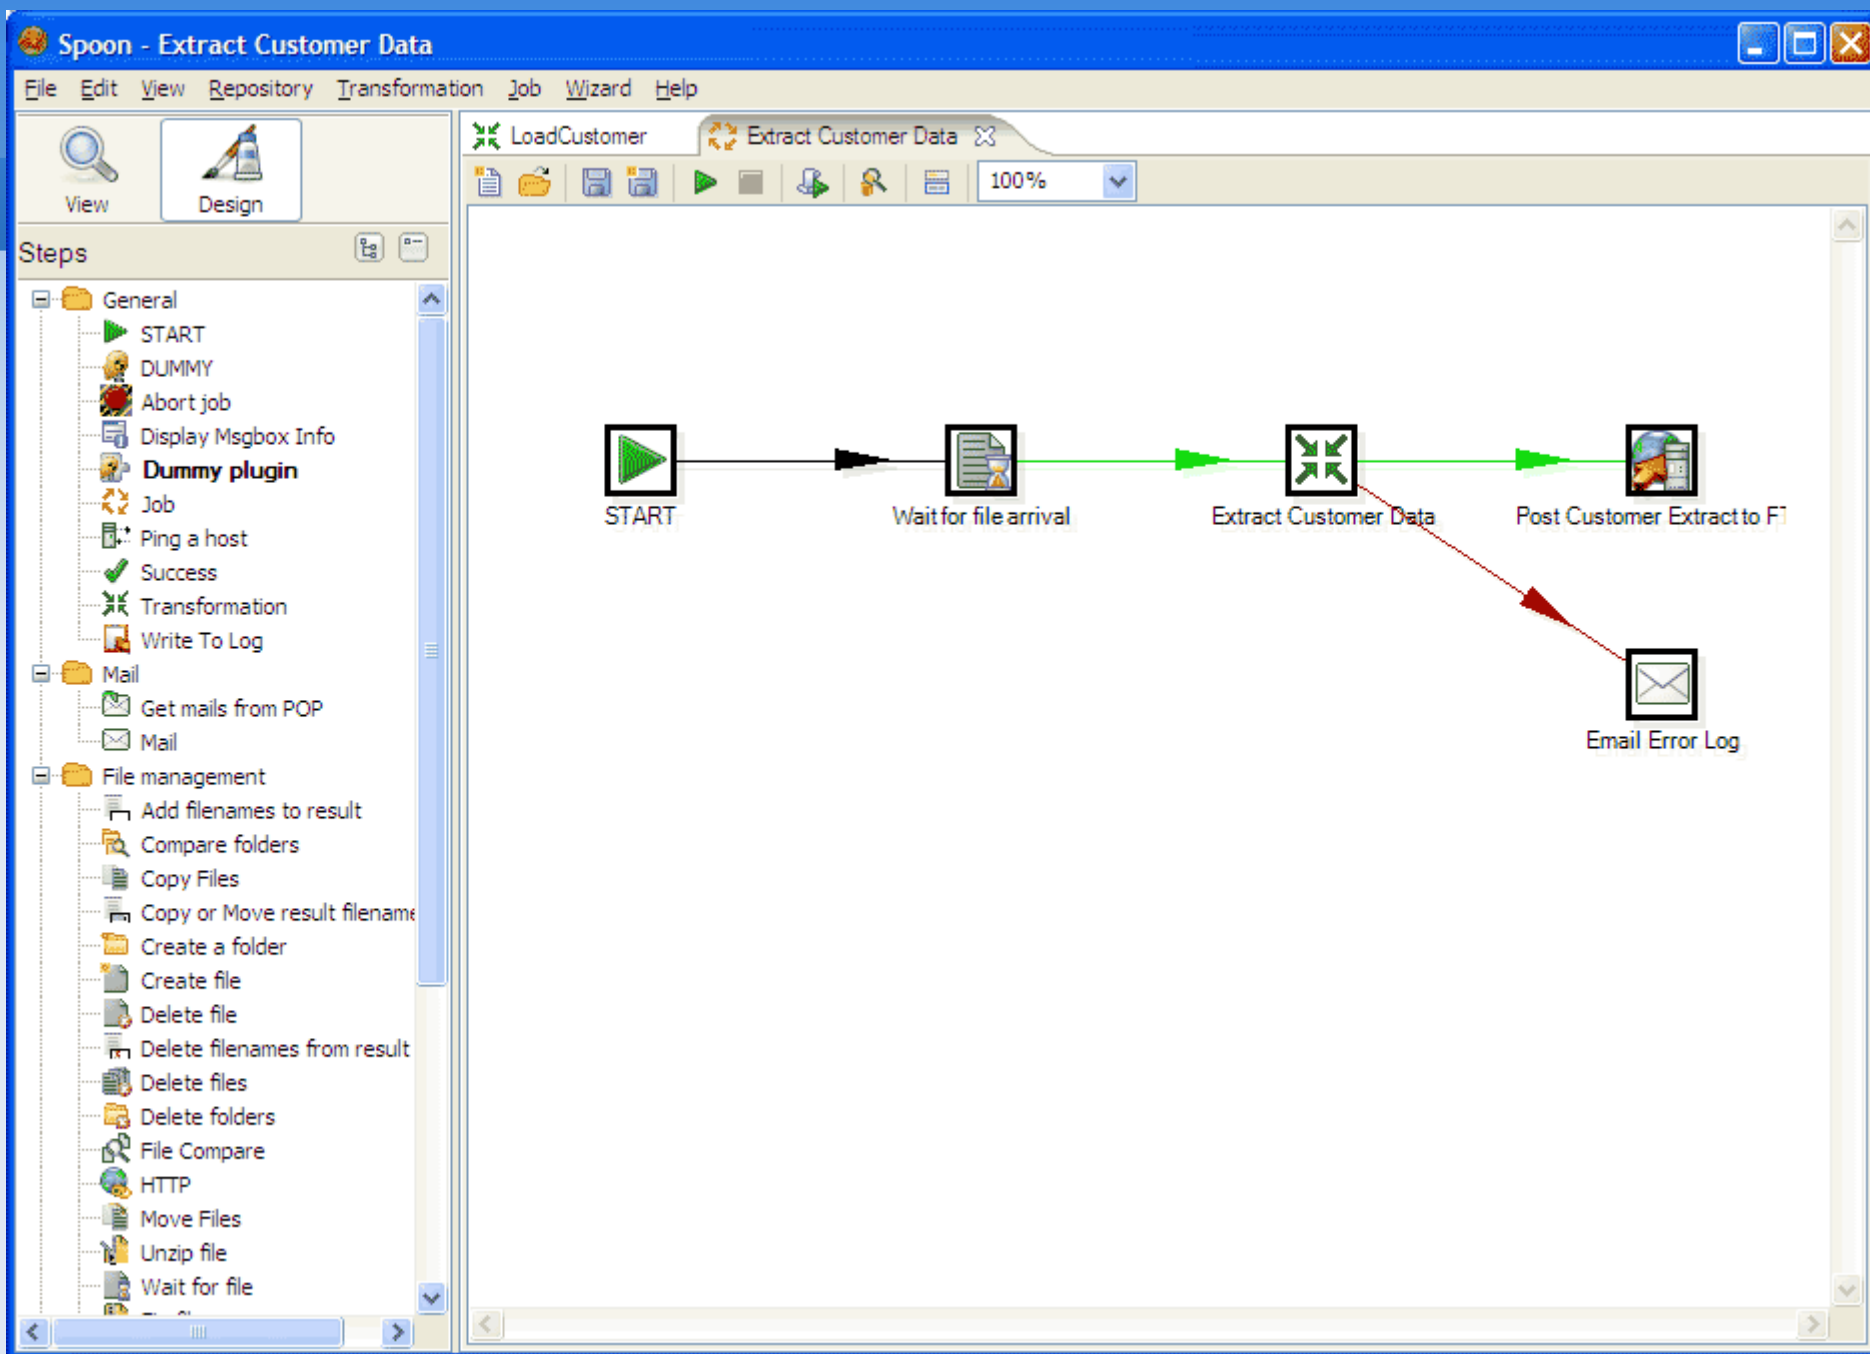 Spoon - Extract Customer Data
File Edit View Repository Transformation Job Wizard Help
View Design
LoadCustomer Extract Customer Data
100%
Steps
General
START
DUMMY
Abort job
Display Msgbox Info
Dummy plugin
Job
Ping a host
Success
Transformation
Write To Log
Mail
Get mails from POP
Mail
File management
Add filenames to result
Compare folders
Copy Files
Copy or Move result filename
Create a folder
Create file
Delete file
Delete filenames from result
Delete files
Delete folders
File Compare
HTTP
Move Files
Unzip file
Wait for file
START
Wait for file arrival
Extract Customer Data
Post Customer Extract to
Email Error Log